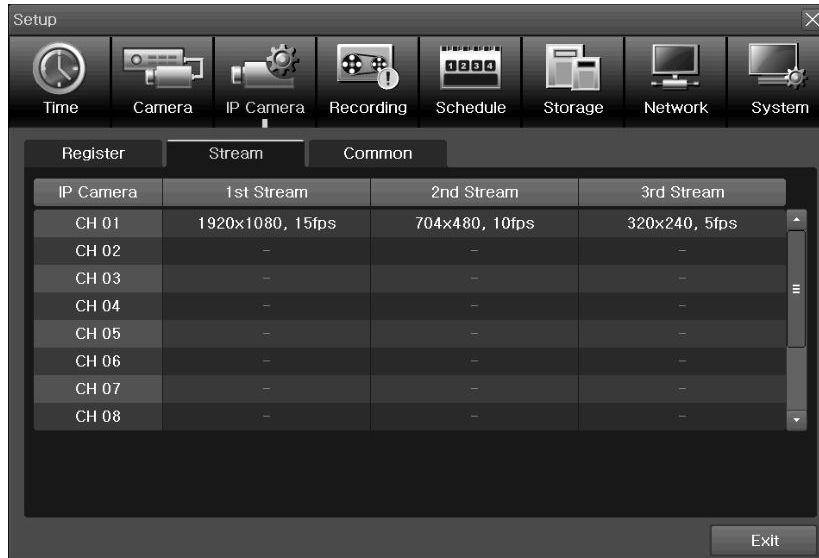 Setup
1234
Time Camera IP Camera Recording Schedule Storage Network System
Register Stream Common
IP Camera 1st Stream 2nd Stream 3rd Stream
CH 01 1920x1080, 15fps 704x480, 10fps 320x240, 5fps
CH 02 - - -
CH 03 - - -
CH 04 - - -
CH 05 - - -
CH 06 - - -
CH 07 - - -
CH 08 - - -
Exit